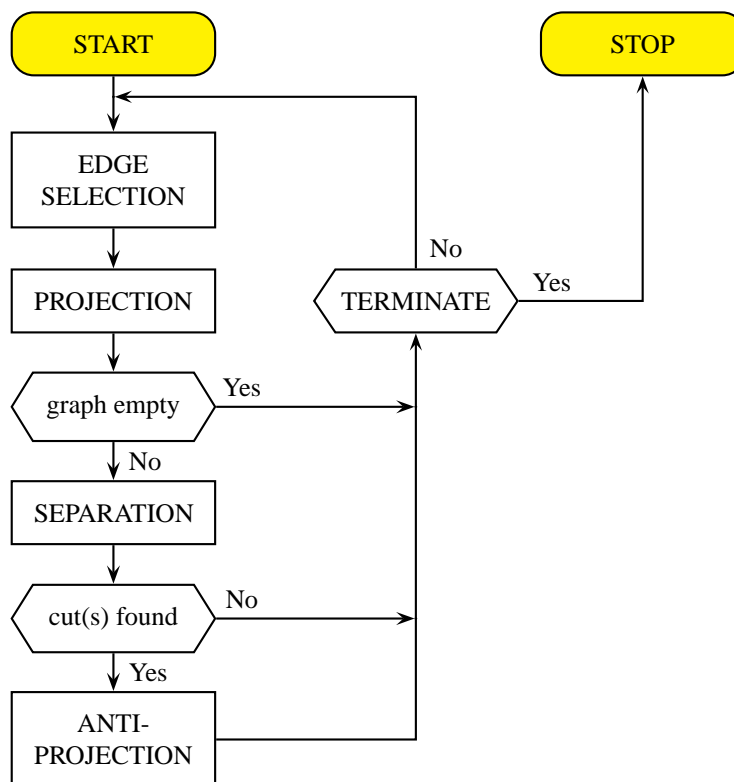 START
STOP
EDGE
SELECTION
No
PROJECTION
TERMINATE
Yes
graph empty
Yes
No
SEPARATION
cut(s) found
No
Yes
ANTI-
PROJECTION